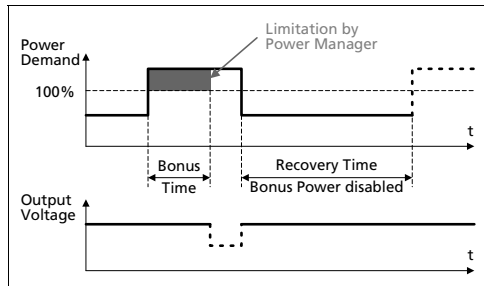 Power
Demand
Limitation by
Power Manager
100%
t
Bonus
Time
Recovery Time
Bonus Power disabled
Output
Voltage
t